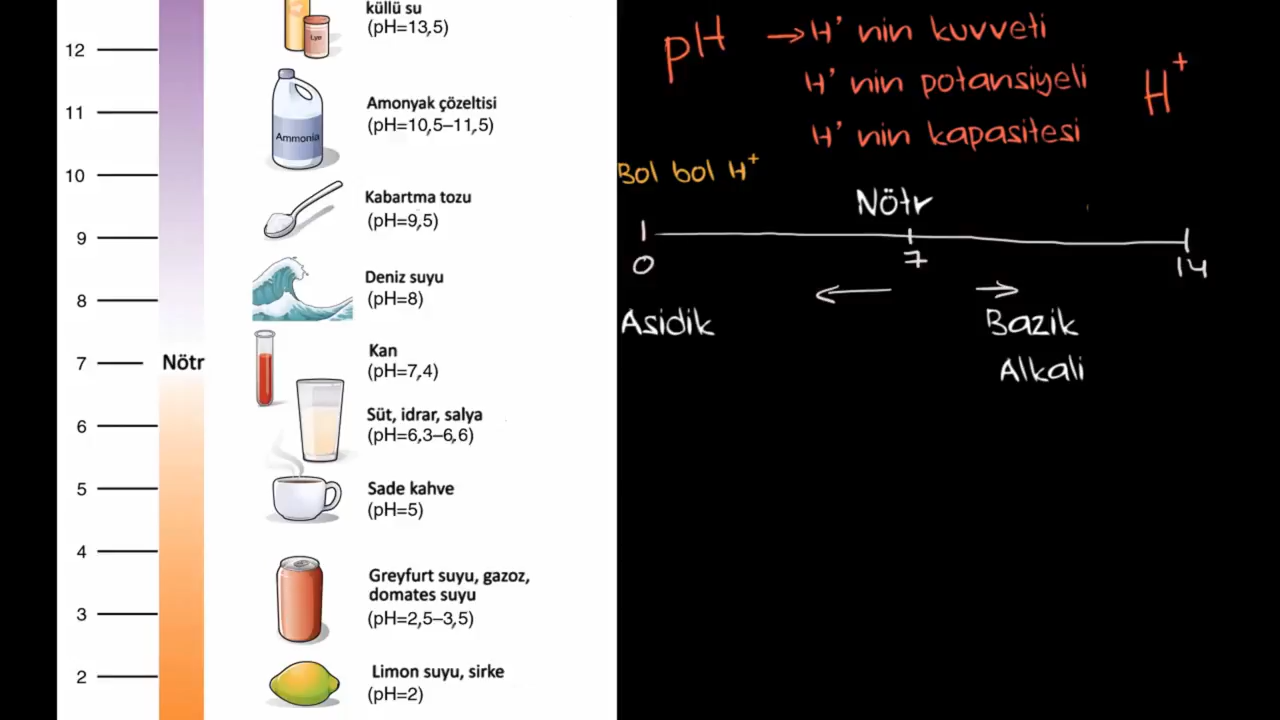 küllü su
(pH=13,5)
Lye
12
Amonyak çözeltisi
(pH=10,5–11,5)
Ammonia
11
10
Kabartma tozu
(pH=9,5)
9
Deniz suyu
(pH=8)
8
Kan
(pH=7,4)
7
Nötr
Süt, idrar, salya
(pH=6,3–6,6)
6
Sade kahve
(pH=5)
5
4
Greyfurt suyu, gazoz,
domates suyu
(pH=2,5–3,5)
3
Limon suyu, sirke
(pH=2)
2
pH → H' nin kuvveti
H' nin potansiyeli
H' nin kapasitesi
H⁺
Bol bol H⁺
Nötr
0 7 14
← →
Asidik Bazik
Alkali